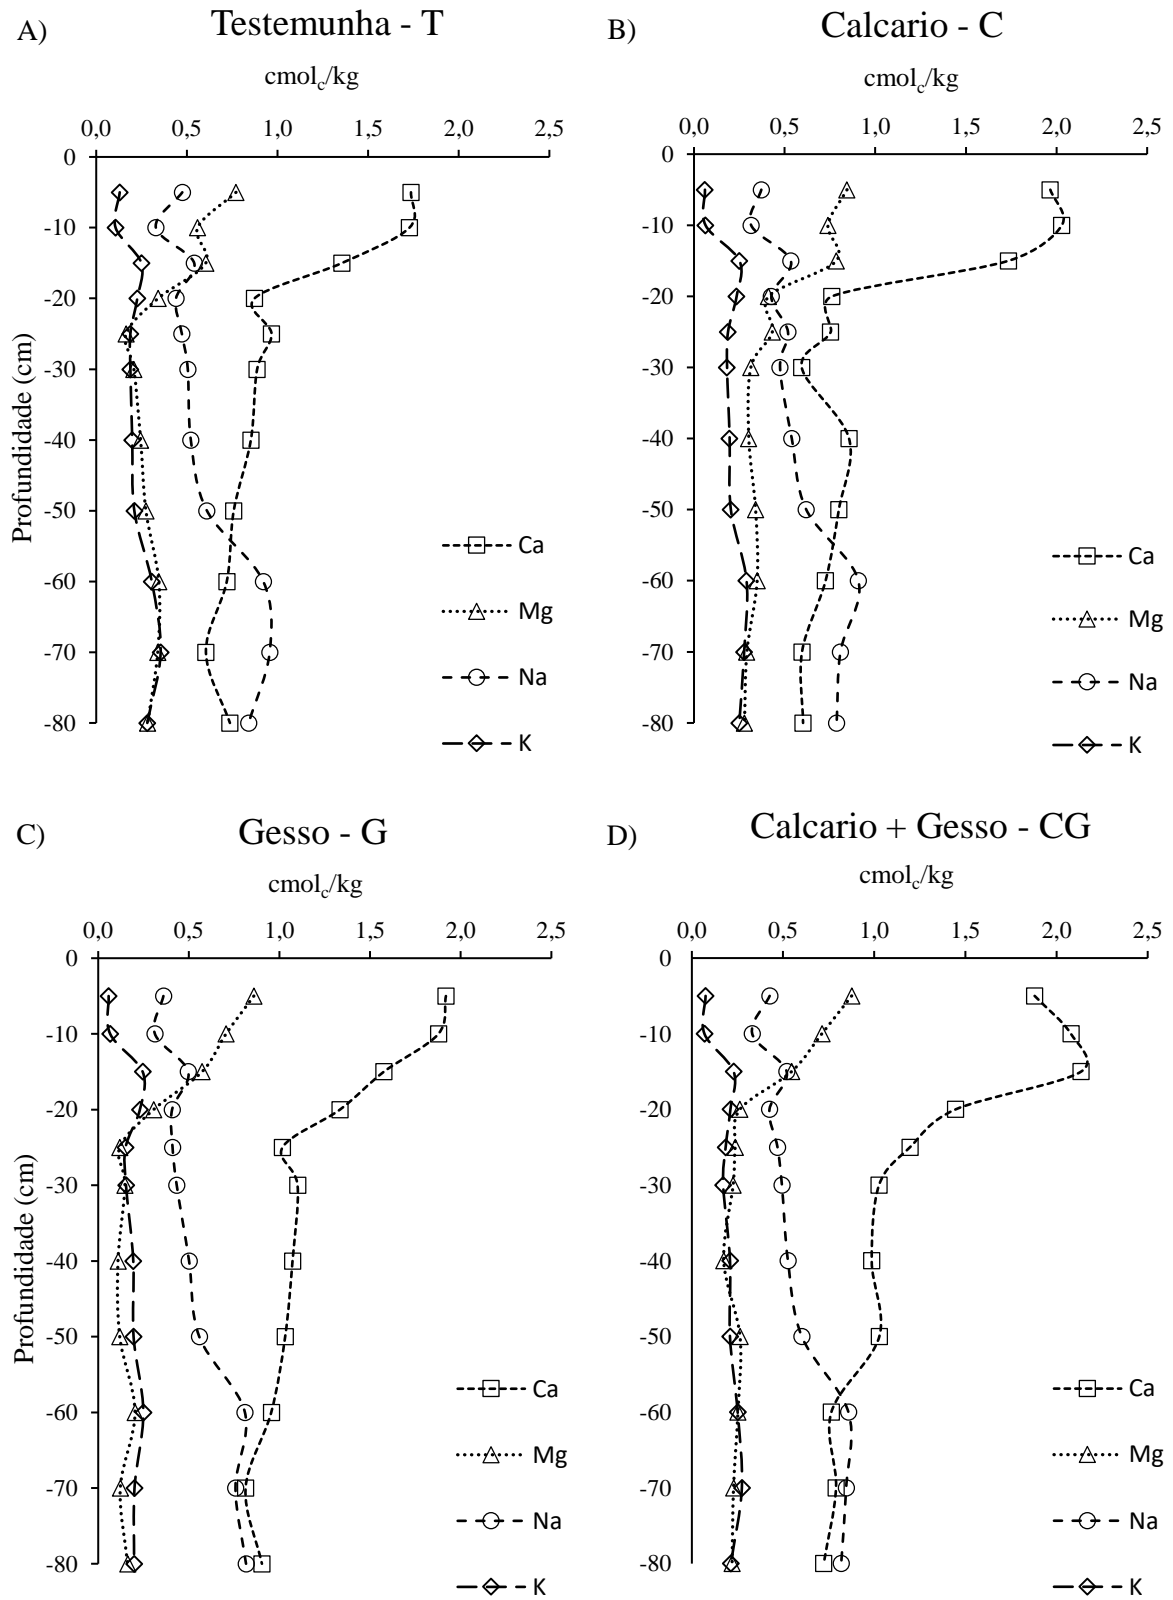 A) Testemunha - T
cmolc/kg
0,0 0,5 1,0 1,5 2,0 2,5
0
-10
-20
-30
-40
-50
-60
-70
-80
Profundidade (cm)
Ca
Mg
Na
K
B) Calcario - C
cmolc/kg
0,0 0,5 1,0 1,5 2,0 2,5
0
-10
-20
-30
-40
-50
-60
-70
-80
Ca
Mg
Na
K
C) Gesso - G
cmolc/kg
0,0 0,5 1,0 1,5 2,0 2,5
0
-10
-20
-30
-40
-50
-60
-70
-80
Profundidade (cm)
Ca
Mg
Na
K
D) Calcario + Gesso - CG
cmolc/kg
0,0 0,5 1,0 1,5 2,0 2,5
0
-10
-20
-30
-40
-50
-60
-70
-80
Ca
Mg
Na
K